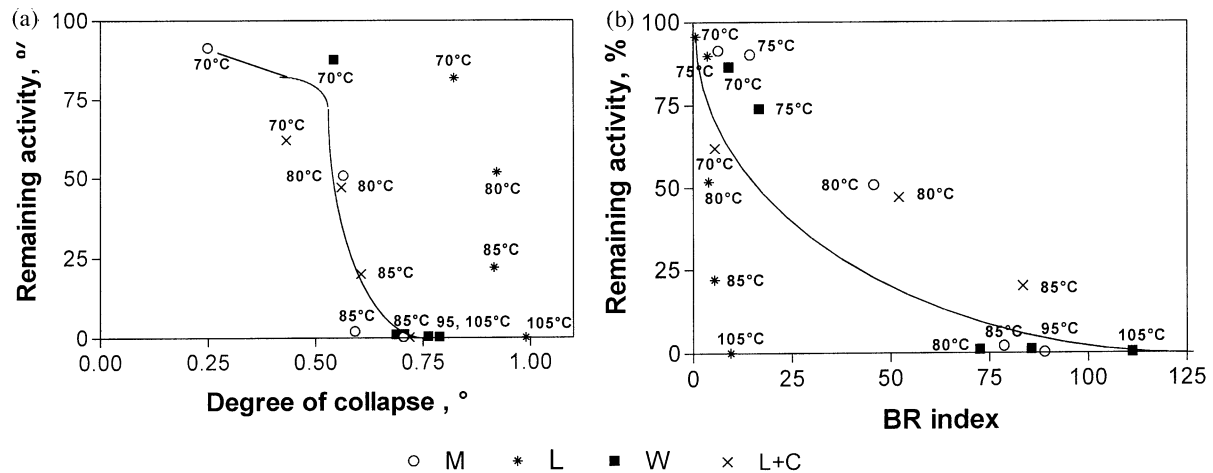 (a)
Remaining activity, %
100
75
50
25
0
70°C
70°C
70°C
70°C
80°C
80°C
80°C
85°C
85°C
85°C
85°C
95, 105°C
105°C
0.00
0.25
0.50
0.75
1.00
Degree of collapse , °
(b)
Remaining activity, %
100
75
50
25
0
70°C
75°C
75°C
70°C
75°C
70°C
80°C
80°C
80°C
85°C
85°C
85°C
95°C
105°C
80°C
105°C
0
25
50
75
100
125
BR index
M
L
W
L+C